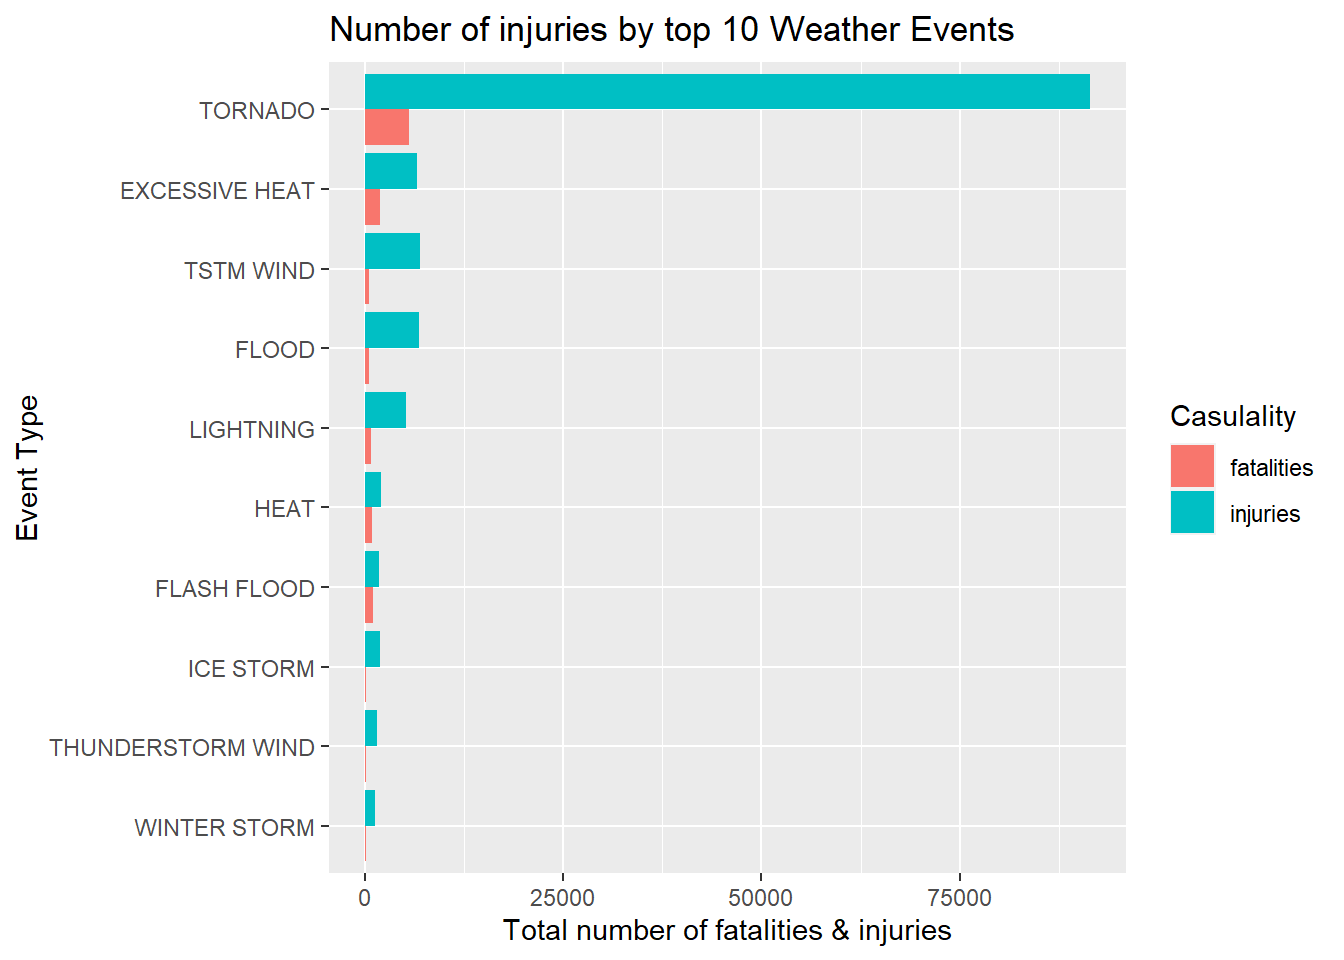 Number of injuries by top 10 Weather Events
Event Type
TORNADO
EXCESSIVE HEAT
TSTM WIND
FLOOD
LIGHTNING
HEAT
FLASH FLOOD
ICE STORM
THUNDERSTORM WIND
WINTER STORM
0 25000 50000 75000
Total number of fatalities & injuries
Casulality
fatalities
injuries